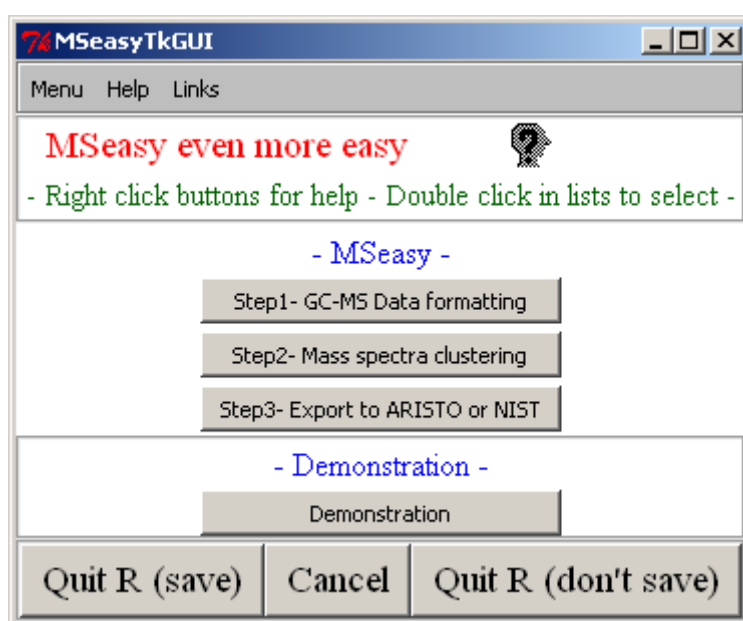 MSeasyTkGUI
Menu Help Links
MSeasy even more easy
- Right click buttons for help - Double click in lists to select -
- MSeasy -
Step1- GC-MS Data formatting
Step2- Mass spectra clustering
Step3- Export to ARISTO or NIST
- Demonstration -
Demonstration
Quit R (save) Cancel Quit R (don't save)